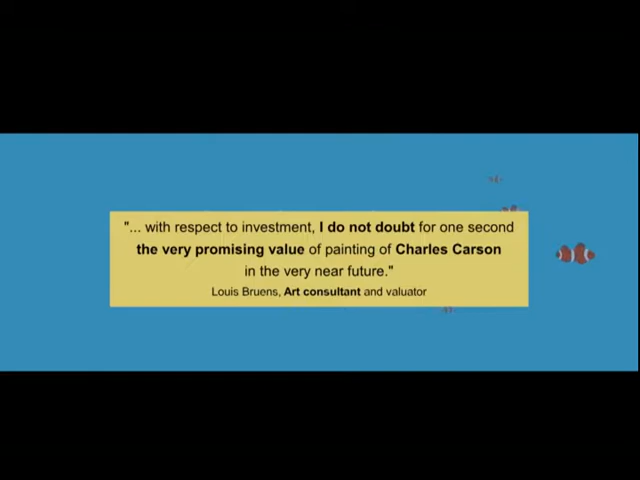 "... with respect to investment, I do not doubt for one second
the very promising value of painting of Charles Carson
in the very near future."
Louis Bruens, Art consultant and valuator